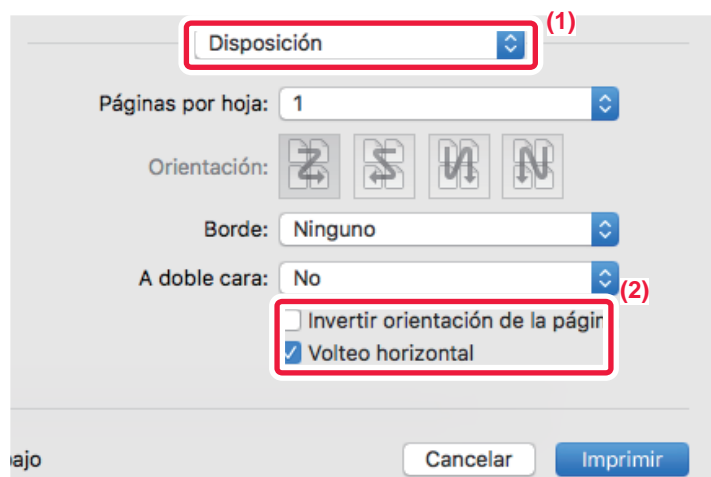 (1)
Disposición
Páginas por hoja: 1
Orientación:
Borde: Ninguno
A doble cara: No
(2)
Invertir orientación de la págin
Volteo horizontal
ajo
Cancelar Imprimir